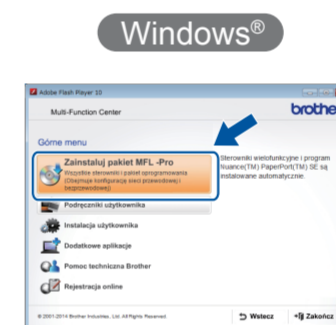 Windows®
Adobe Flash Player 10
Multi-Function Center
brothe
Górne menu
Zainstaluj pakiet MFL -Pro
Wszystkie sterowniki i pakiet oprogramowania
(Obejmuje konfigurację sieci przewodowej i
bezprzewodowej)
Sterowniki wielofunkcyjne i program
Nuance(TM) PaperPort(TM) SE są
instalowane automatycznie.
Podręczniki użytkownika
Instalacja użytkownika
Dodatkowe aplikacje
Pomoc techniczna Brother
Rejestracja online
© 2001-2014 Brother Industries, Ltd. All Rights Reserved.
Wstecz
Zakończ